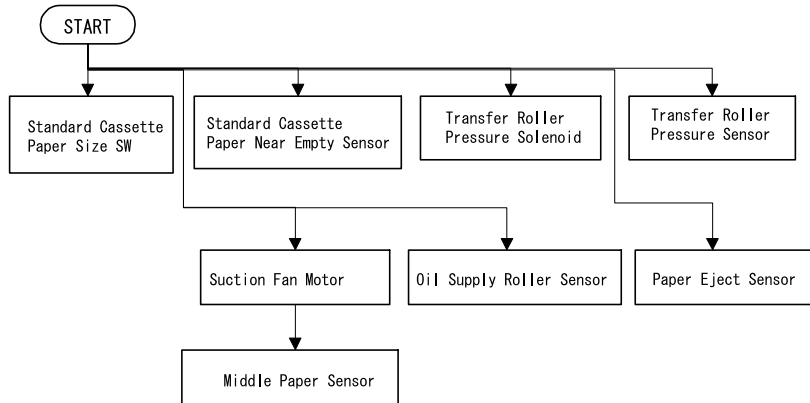 START
Standard Cassette
Paper Size SW
Standard Cassette
Paper Near Empty Sensor
Transfer Roller
Pressure Solenoid
Transfer Roller
Pressure Sensor
Suction Fan Motor
Oil Supply Roller Sensor
Paper Eject Sensor
Middle Paper Sensor